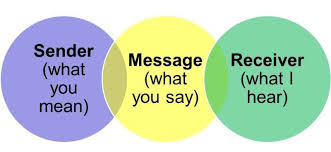 Sender
(what
you
mean)
Message
(what
you say)
Receiver
(what I
hear)